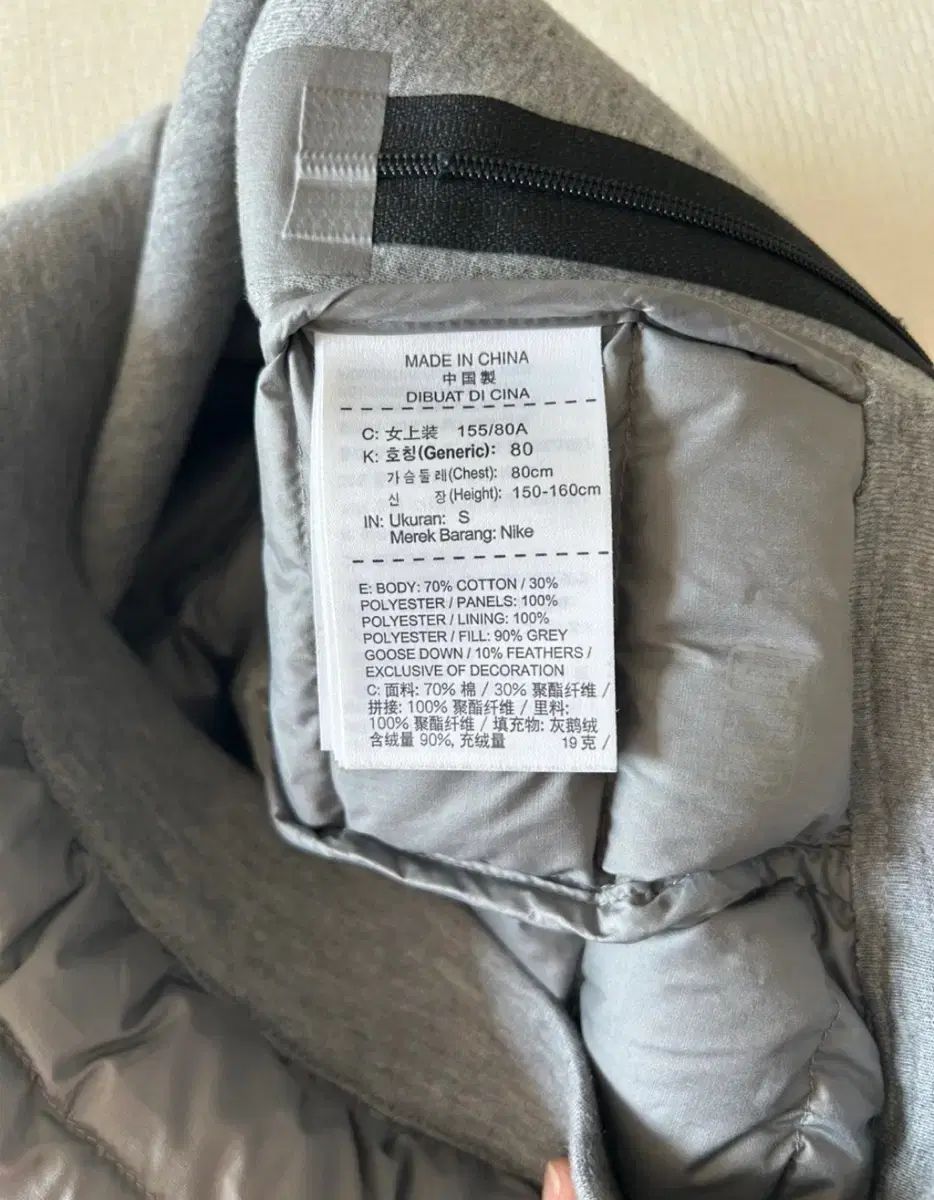 MADE IN CHINA
中国製
DIBUAT DI CINA
C: 女上装 155/80A
K: 호칭(Generic): 80
가슴둘레(Chest): 80cm
신 장(Height): 150-160cm
IN: Ukuran: S
Merek Barang: Nike
E: BODY: 70% COTTON / 30%
POLYESTER / PANELS: 100%
POLYESTER / LINING: 100%
POLYESTER / FILL: 90% GREY
GOOSE DOWN / 10% FEATHERS /
EXCLUSIVE OF DECORATION
C: 面料: 70% 棉 / 30% 聚酯纤维 /
拼接: 100% 聚酯纤维 / 里料:
100% 聚酯纤维 / 填充物: 灰鹅绒
含绒量 90%, 充绒量 19 克 /